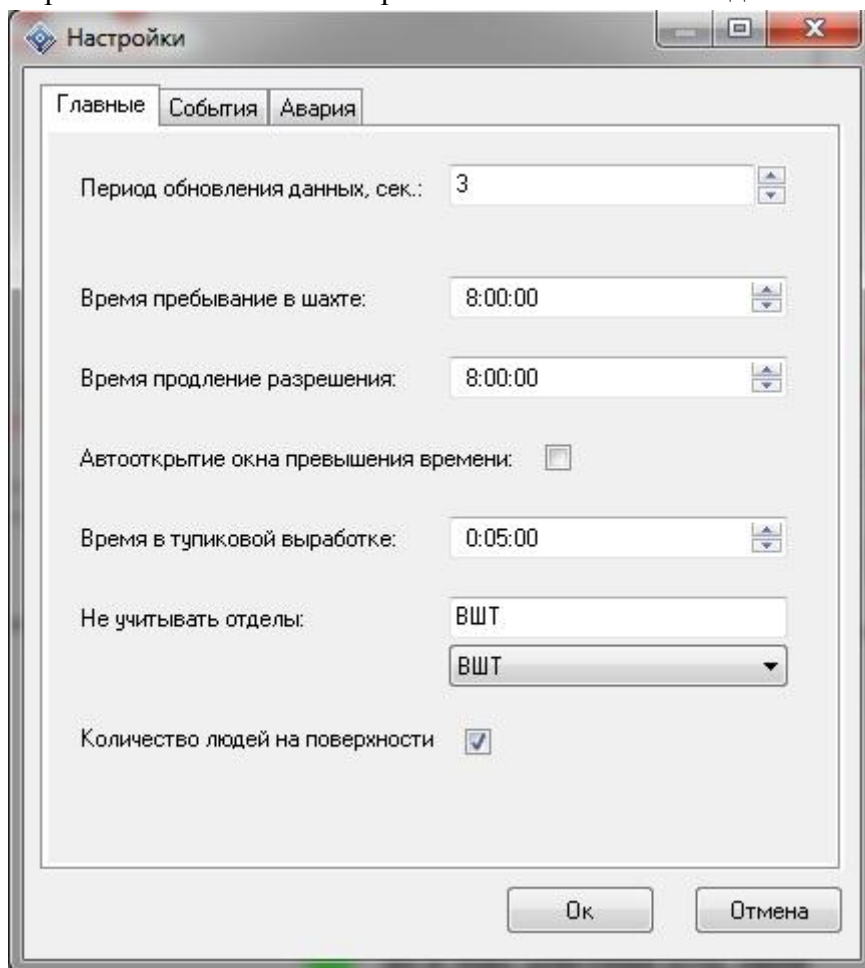 Настройки
Главные События Авария
Период обновления данных, сек.: 3
Время пребывание в шахте: 8:00:00
Время продление разрешения: 8:00:00
Автооткрытие окна превышения времени:
Время в тупиковой выработке: 0:05:00
Не учитывать отделы: ВШТ
ВШТ
Количество людей на поверхности
Ок Отмена